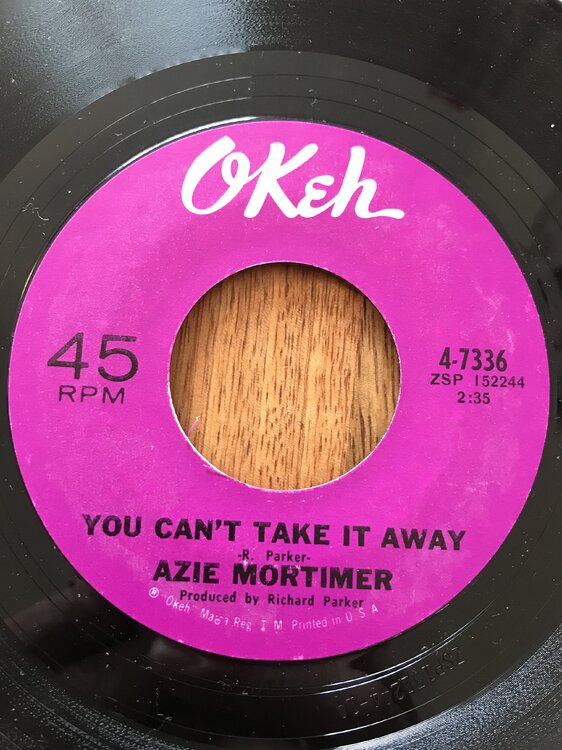 OKeh
45
RPM
4-7336
ZSP 152244
2:35
YOU CAN'T TAKE IT AWAY
-R. Parker-
AZIE MORTIMER
Produced by Richard Parker
® "Okeh" Reg T M Printed in U S A